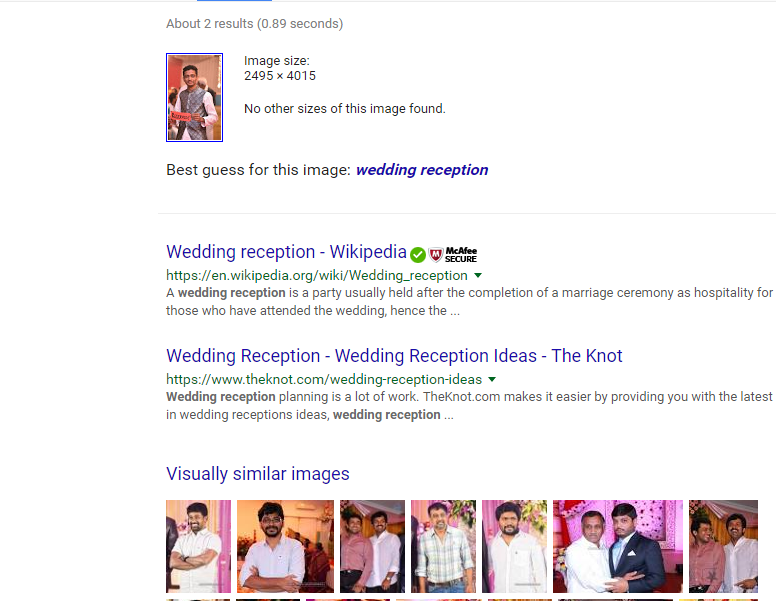 About 2 results (0.89 seconds)
Image size:
2495 × 4015
No other sizes of this image found.
Best guess for this image: wedding reception
Wedding reception - Wikipedia McAfee SECURE
https://en.wikipedia.org/wiki/Wedding_reception
A wedding reception is a party usually held after the completion of a marriage ceremony as hospitality for
those who have attended the wedding, hence the ...
Wedding Reception - Wedding Reception Ideas - The Knot
https://www.theknot.com/wedding-reception-ideas
Wedding reception planning is a lot of work. TheKnot.com makes it easier by providing you with the latest
in wedding receptions ideas, wedding reception ...
Visually similar images